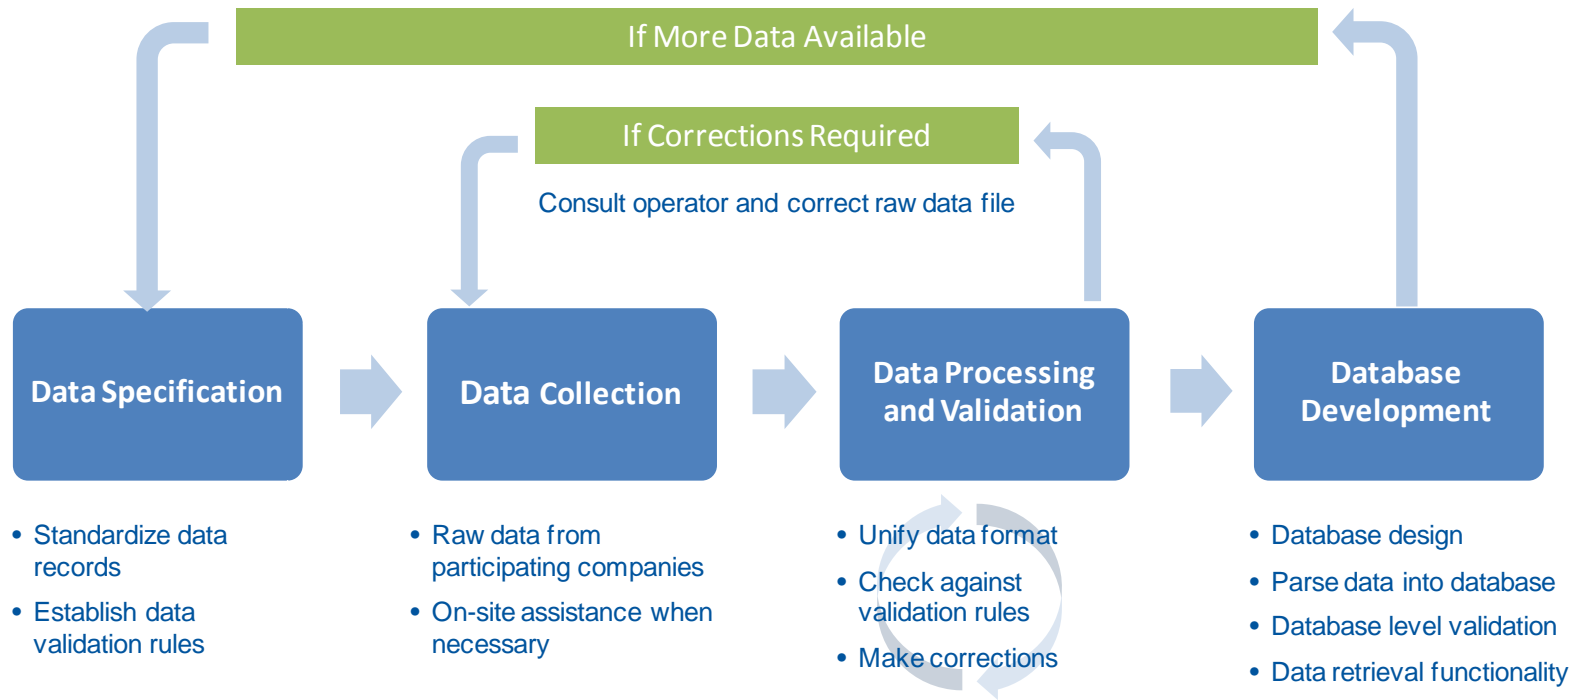 If More Data Available
If Corrections Required
Consult operator and correct raw data file
Data Specification
Data Collection
Data Processing
and Validation
Database
Development
• Standardize data
records
• Establish data
validation rules
• Raw data from
participating companies
• On-site assistance when
necessary
• Unify data format
• Check against
validation rules
• Make corrections
• Database design
• Parse data into database
• Database level validation
• Data retrieval functionality